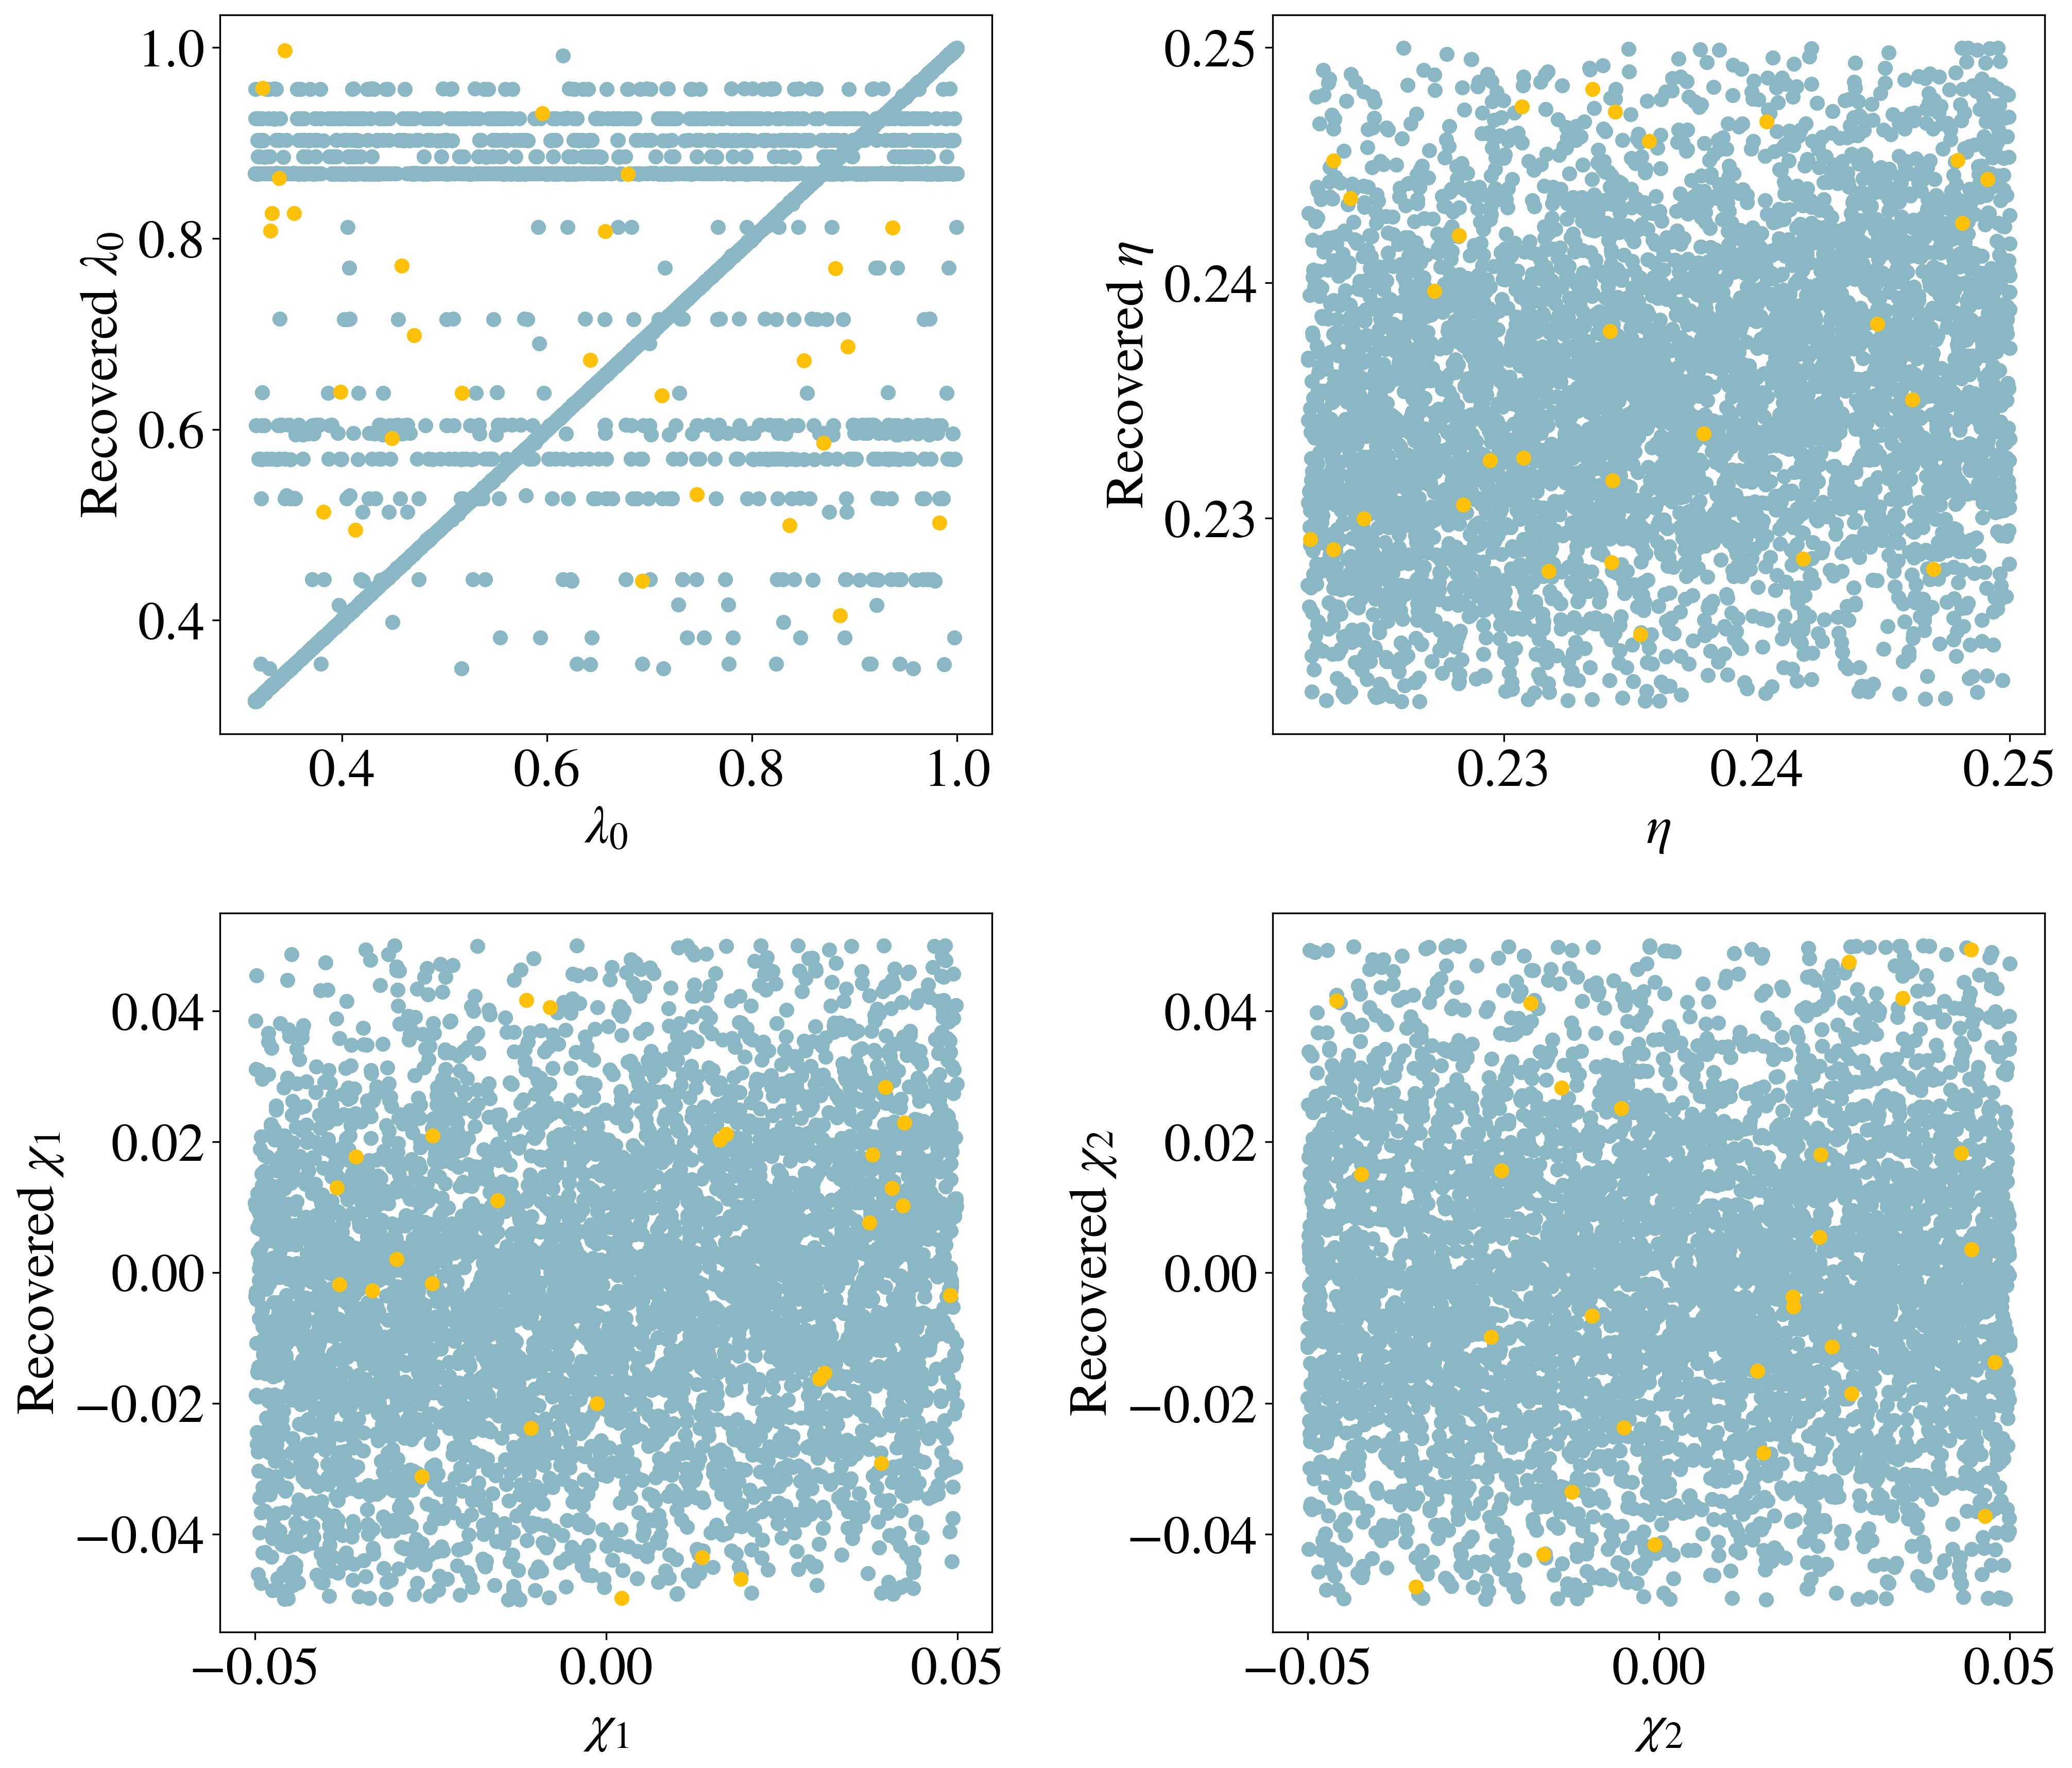 1.0
0.8
0.6
0.4
Recovered λ₀
0.4 0.6 0.8 1.0
λ₀
0.25
0.24
0.23
Recovered η
0.23 0.24 0.25
η
0.04
0.02
0.00
−0.02
−0.04
Recovered χ₁
−0.05 0.00 0.05
χ₁
0.04
0.02
0.00
−0.02
−0.04
Recovered χ₂
−0.05 0.00 0.05
χ₂